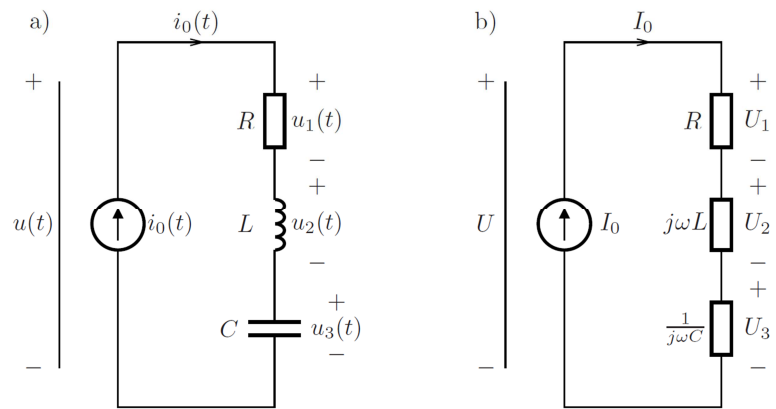 a)
i₀(t)
+
+
R
u₁(t)
−
+
u(t)
i₀(t)
L
u₂(t)
−
+
C
u₃(t)
−
−
b)
I₀
+
+
R
U₁
−
+
U
I₀
jωL
U₂
−
+
1/jωC
U₃
−
−